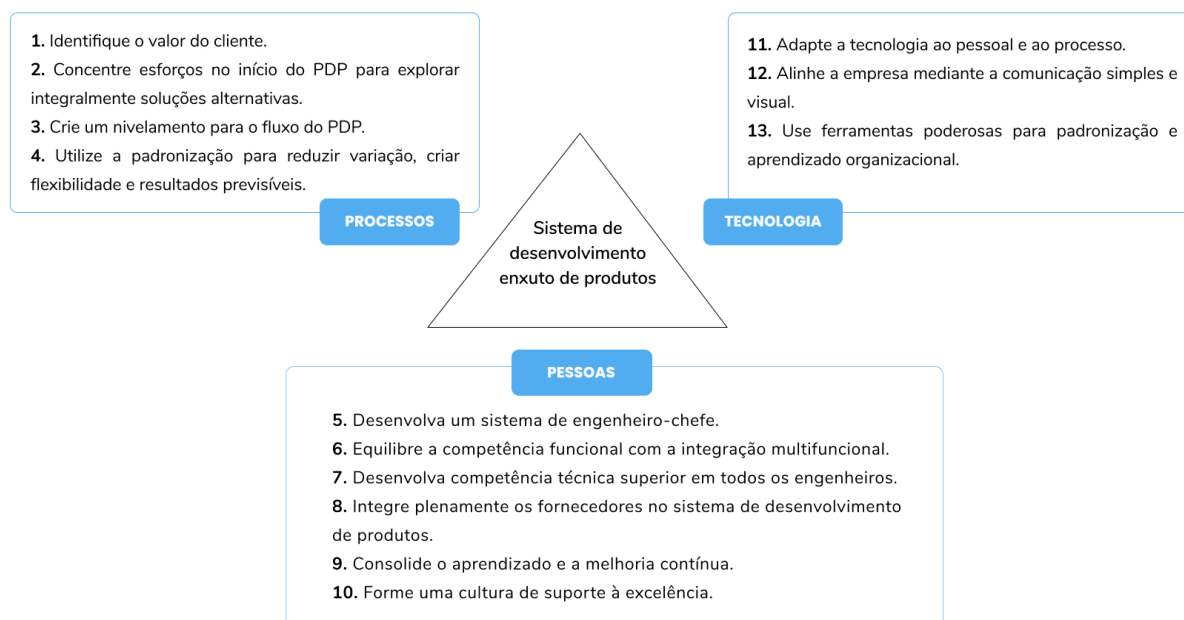 1. Identifique o valor do cliente.
2. Concentre esforços no início do PDP para explorar
integralmente soluções alternativas.
3. Crie um nivelamento para o fluxo do PDP.
4. Utilize a padronização para reduzir variação, criar
flexibilidade e resultados previsíveis.
PROCESSOS
11. Adapte a tecnologia ao pessoal e ao processo.
12. Alinhe a empresa mediante a comunicação simples e
visual.
13. Use ferramentas poderosas para padronização e
aprendizado organizacional.
TECNOLOGIA
Sistema de
desenvolvimento
enxuto de produtos
PESSOAS
5. Desenvolva um sistema de engenheiro-chefe.
6. Equilibre a competência funcional com a integração multifuncional.
7. Desenvolva competência técnica superior em todos os engenheiros.
8. Integre plenamente os fornecedores no sistema de desenvolvimento
de produtos.
9. Consolide o aprendizado e a melhoria contínua.
10. Forme uma cultura de suporte à excelência.